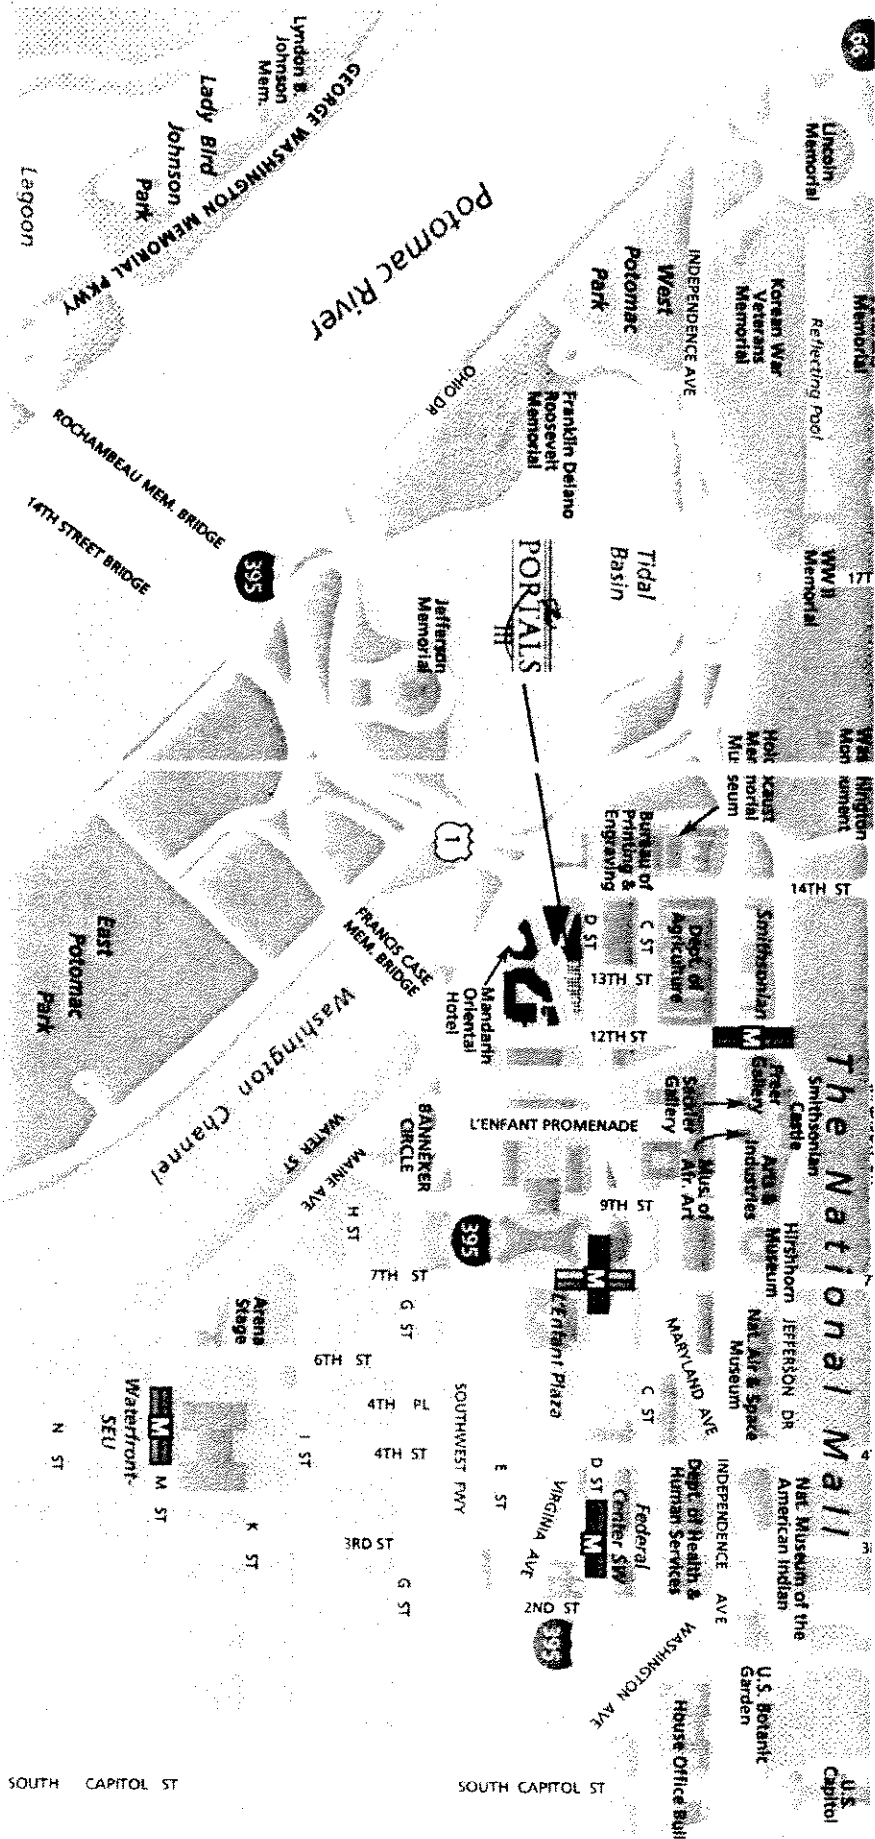 66
Lincoln
Memorial
Memorial
Reflecting Pool
Korean War
Veterans
Memorial
INDEPENDENCE AVE
West
Potomac
Park
WW II
Memorial
17T
Lyndon B.
Johnson
Mem.
Lady Bird
Johnson
Park
GEORGE WASHINGTON MEMORIAL PKWY
Lagoon
Potomac River
OHIO DR
Franklin Delano
Roosevelt
Memorial
Tidal
Basin
The
PORTALS
ROCHAMBEAU MEM. BRIDGE
14TH STREET BRIDGE
395
Jefferson
Memorial
Washington
Monument
Holocaust
Memorial
Museum
Bureau of
Printing &
Engraving
1
14TH ST
Smithsonian
M
Dept. of
Agriculture
C ST
D ST
13TH ST
12TH ST
FRANCIS CASE
MEM. BRIDGE
Mandarin
Oriental
Hotel
East
Potomac
Park
Washington Channel
The National Mall
Smithsonian
Castle
Freer
Gallery
Sackler
Gallery
Arts &
Industries
Mus. of
Afr. Art
Hirshhorn
Museum
JEFFERSON DR
Nat. Air & Space
Museum
L'ENFANT PROMENADE
BANNEKER
CIRCLE
WATER ST
MAINE AVE
9TH ST
H ST
395
7
7TH ST
M
L'Enfant Plaza
G ST
Arena
Stage
6TH ST
MARYLAND AVE
C ST
4TH PL
4TH ST
SOUTHWEST FWY
I ST
M
Waterfront-
SEU
M ST
N ST
K ST
E ST
VIRGINIA AVE
D ST
M
Federal
Center SW
Dept. of Health &
Human Services
INDEPENDENCE AVE
Nat. Museum of the
American Indian
3RD ST
G ST
2ND ST
395
WASHINGTON AVE
U.S. Botanic
Garden
House Office Buil
U.S.
Capitol
SOUTH CAPITOL ST
SOUTH CAPITOL ST